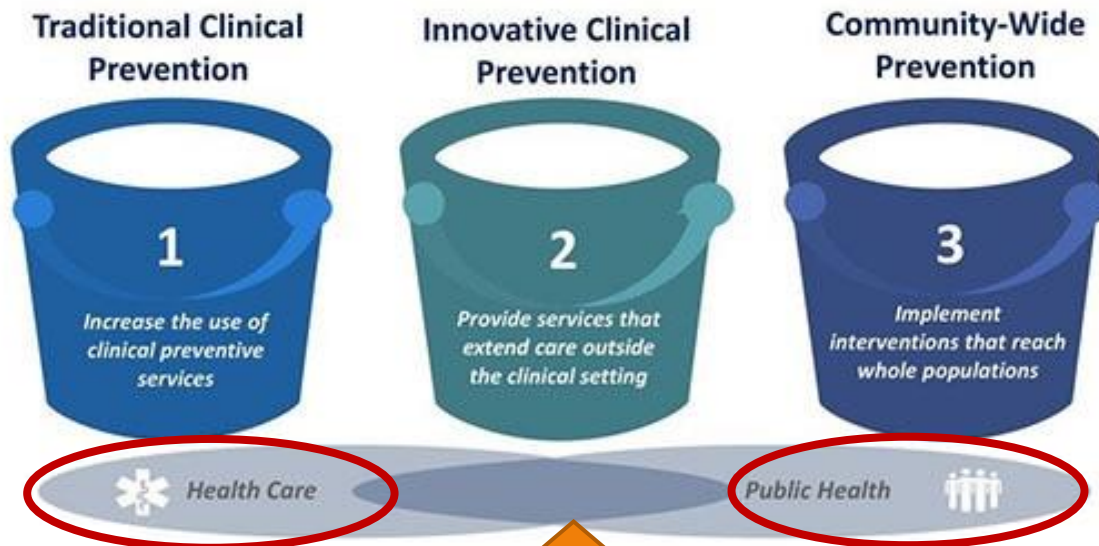 Traditional Clinical
Prevention
Innovative Clinical
Prevention
Community-Wide
Prevention
1
Increase the use of
clinical preventive
services
2
Provide services that
extend care outside
the clinical setting
3
Implement
interventions that reach
whole populations
Health Care
Public Health